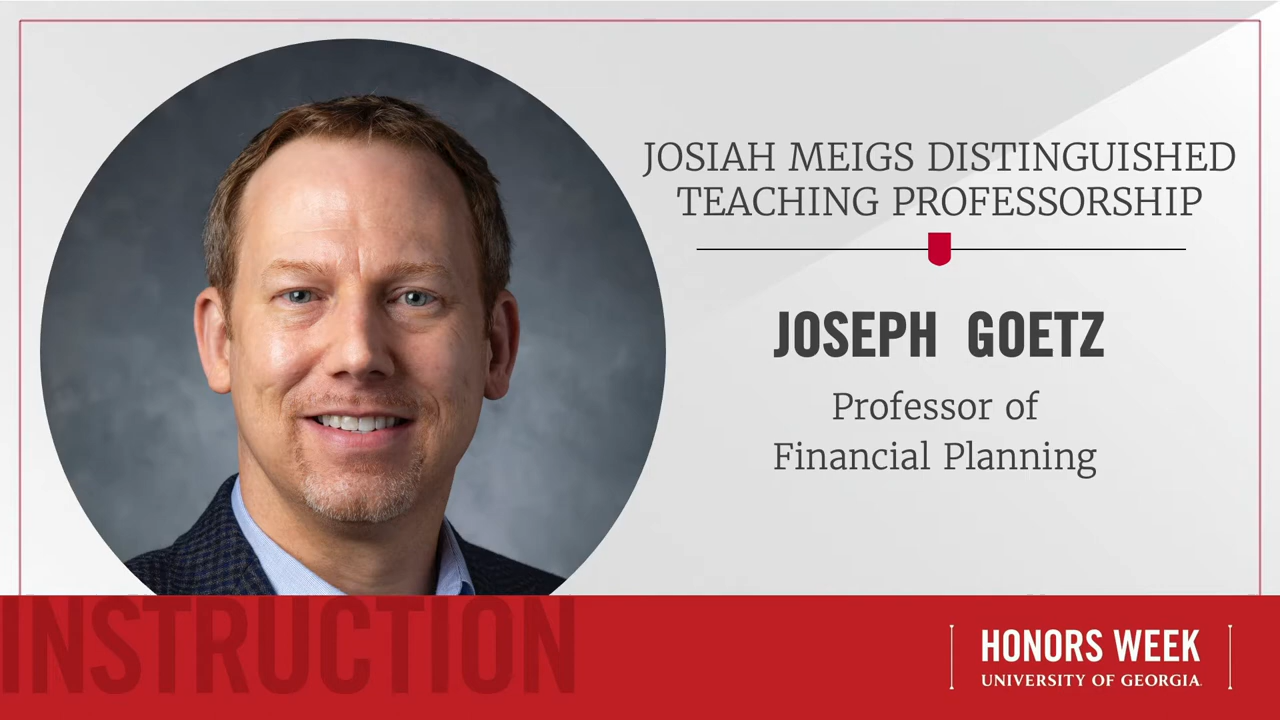 JOSIAH MEIGS DISTINGUISHED
TEACHING PROFESSORSHIP
JOSEPH GOETZ
Professor of
Financial Planning
INSTRUCTION
HONORS WEEK
UNIVERSITY OF GEORGIA